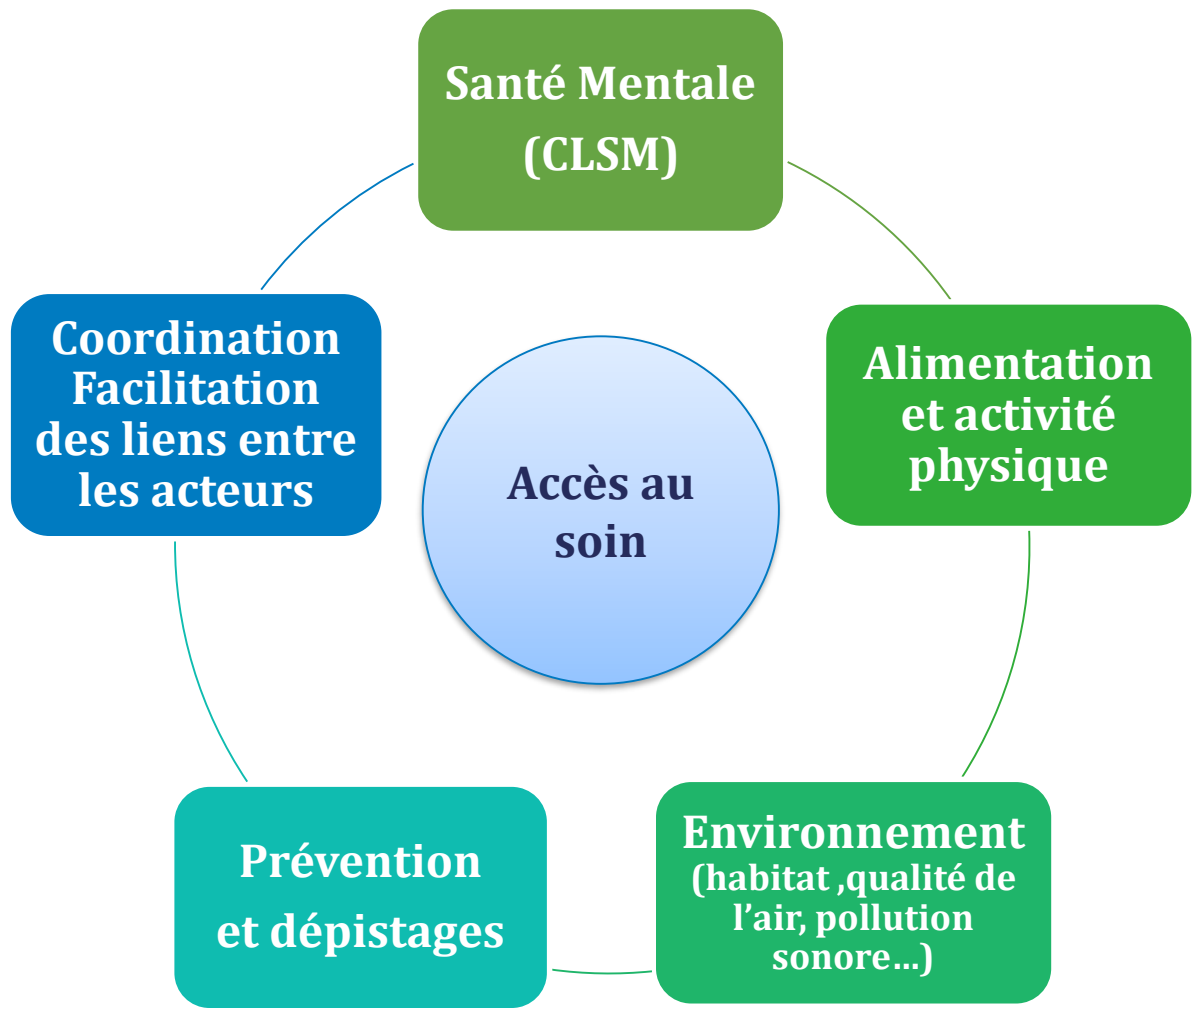 Santé Mentale
(CLSM)
Coordination
Facilitation
des liens entre
les acteurs
Alimentation
et activité
physique
Accès au
soin
Prévention
et dépistages
Environnement
(habitat ,qualité de
l’air, pollution
sonore…)